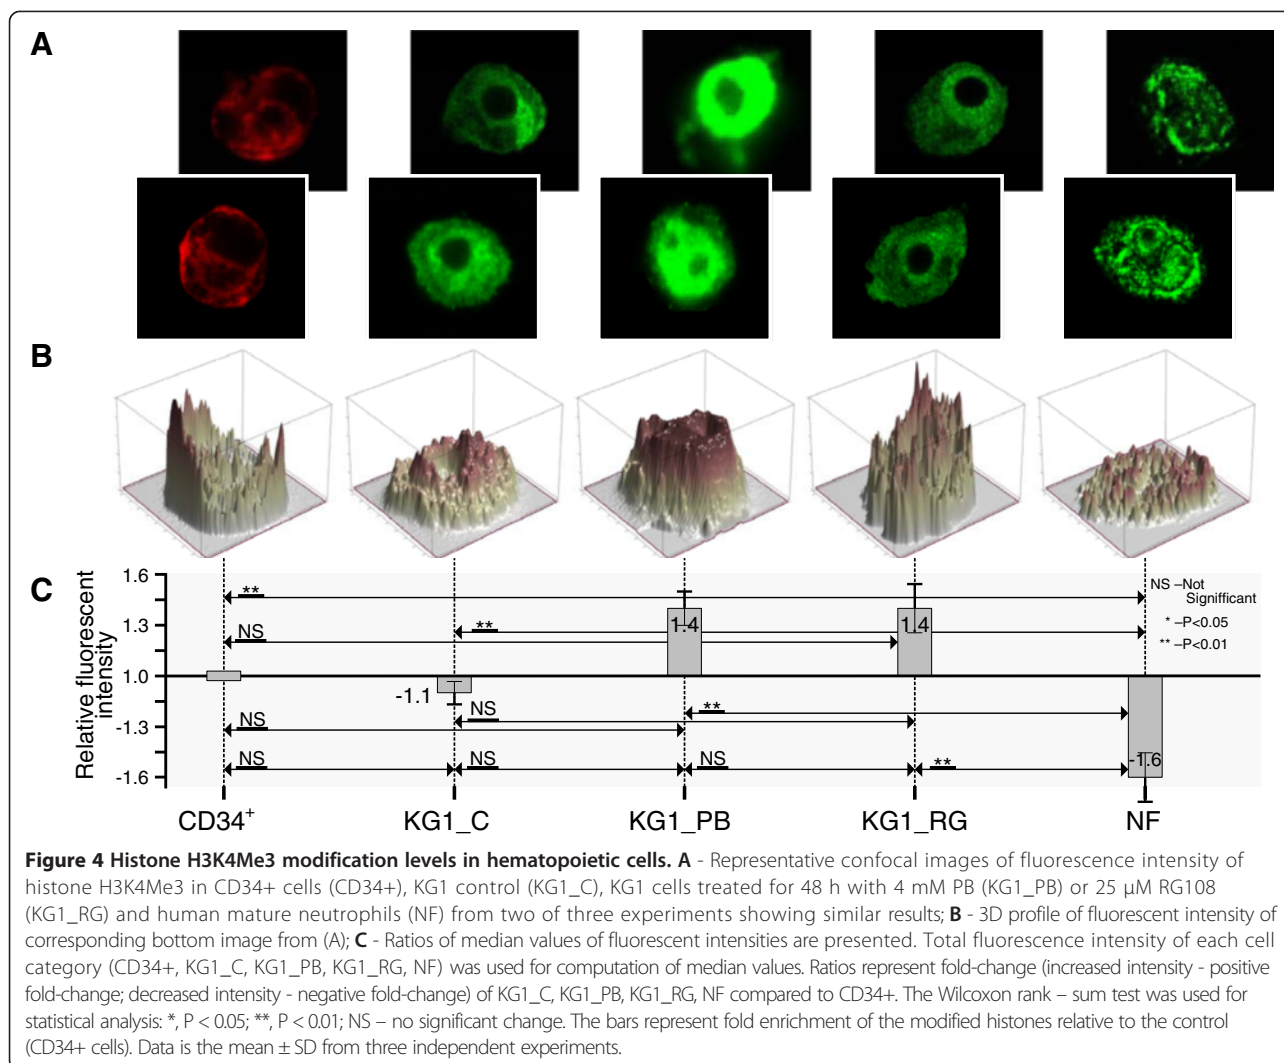 A
B
C
Relative fluorescent
intensity
1.6
1.3
1.0
-1.3
-1.6
**
NS
**
NS –Not
Signifficant
* –P<0.05
** –P<0.01
1.4
1.4
-1.1
-1.6
NS
NS
**
NS
NS
NS
**
CD34+
KG1_C
KG1_PB
KG1_RG
NF
Figure 4 Histone H3K4Me3 modification levels in hematopoietic cells. A - Representative confocal images of fluorescence intensity of
histone H3K4Me3 in CD34+ cells (CD34+), KG1 control (KG1_C), KG1 cells treated for 48 h with 4 mM PB (KG1_PB) or 25 μM RG108
(KG1_RG) and human mature neutrophils (NF) from two of three experiments showing similar results; B - 3D profile of fluorescent intensity of
corresponding bottom image from (A); C - Ratios of median values of fluorescent intensities are presented. Total fluorescence intensity of each cell
category (CD34+, KG1_C, KG1_PB, KG1_RG, NF) was used for computation of median values. Ratios represent fold-change (increased intensity - positive
fold-change; decreased intensity - negative fold-change) of KG1_C, KG1_PB, KG1_RG, NF compared to CD34+. The Wilcoxon rank – sum test was used for
statistical analysis: *, P < 0.05; **, P < 0.01; NS – no significant change. The bars represent fold enrichment of the modified histones relative to the control
(CD34+ cells). Data is the mean ± SD from three independent experiments.